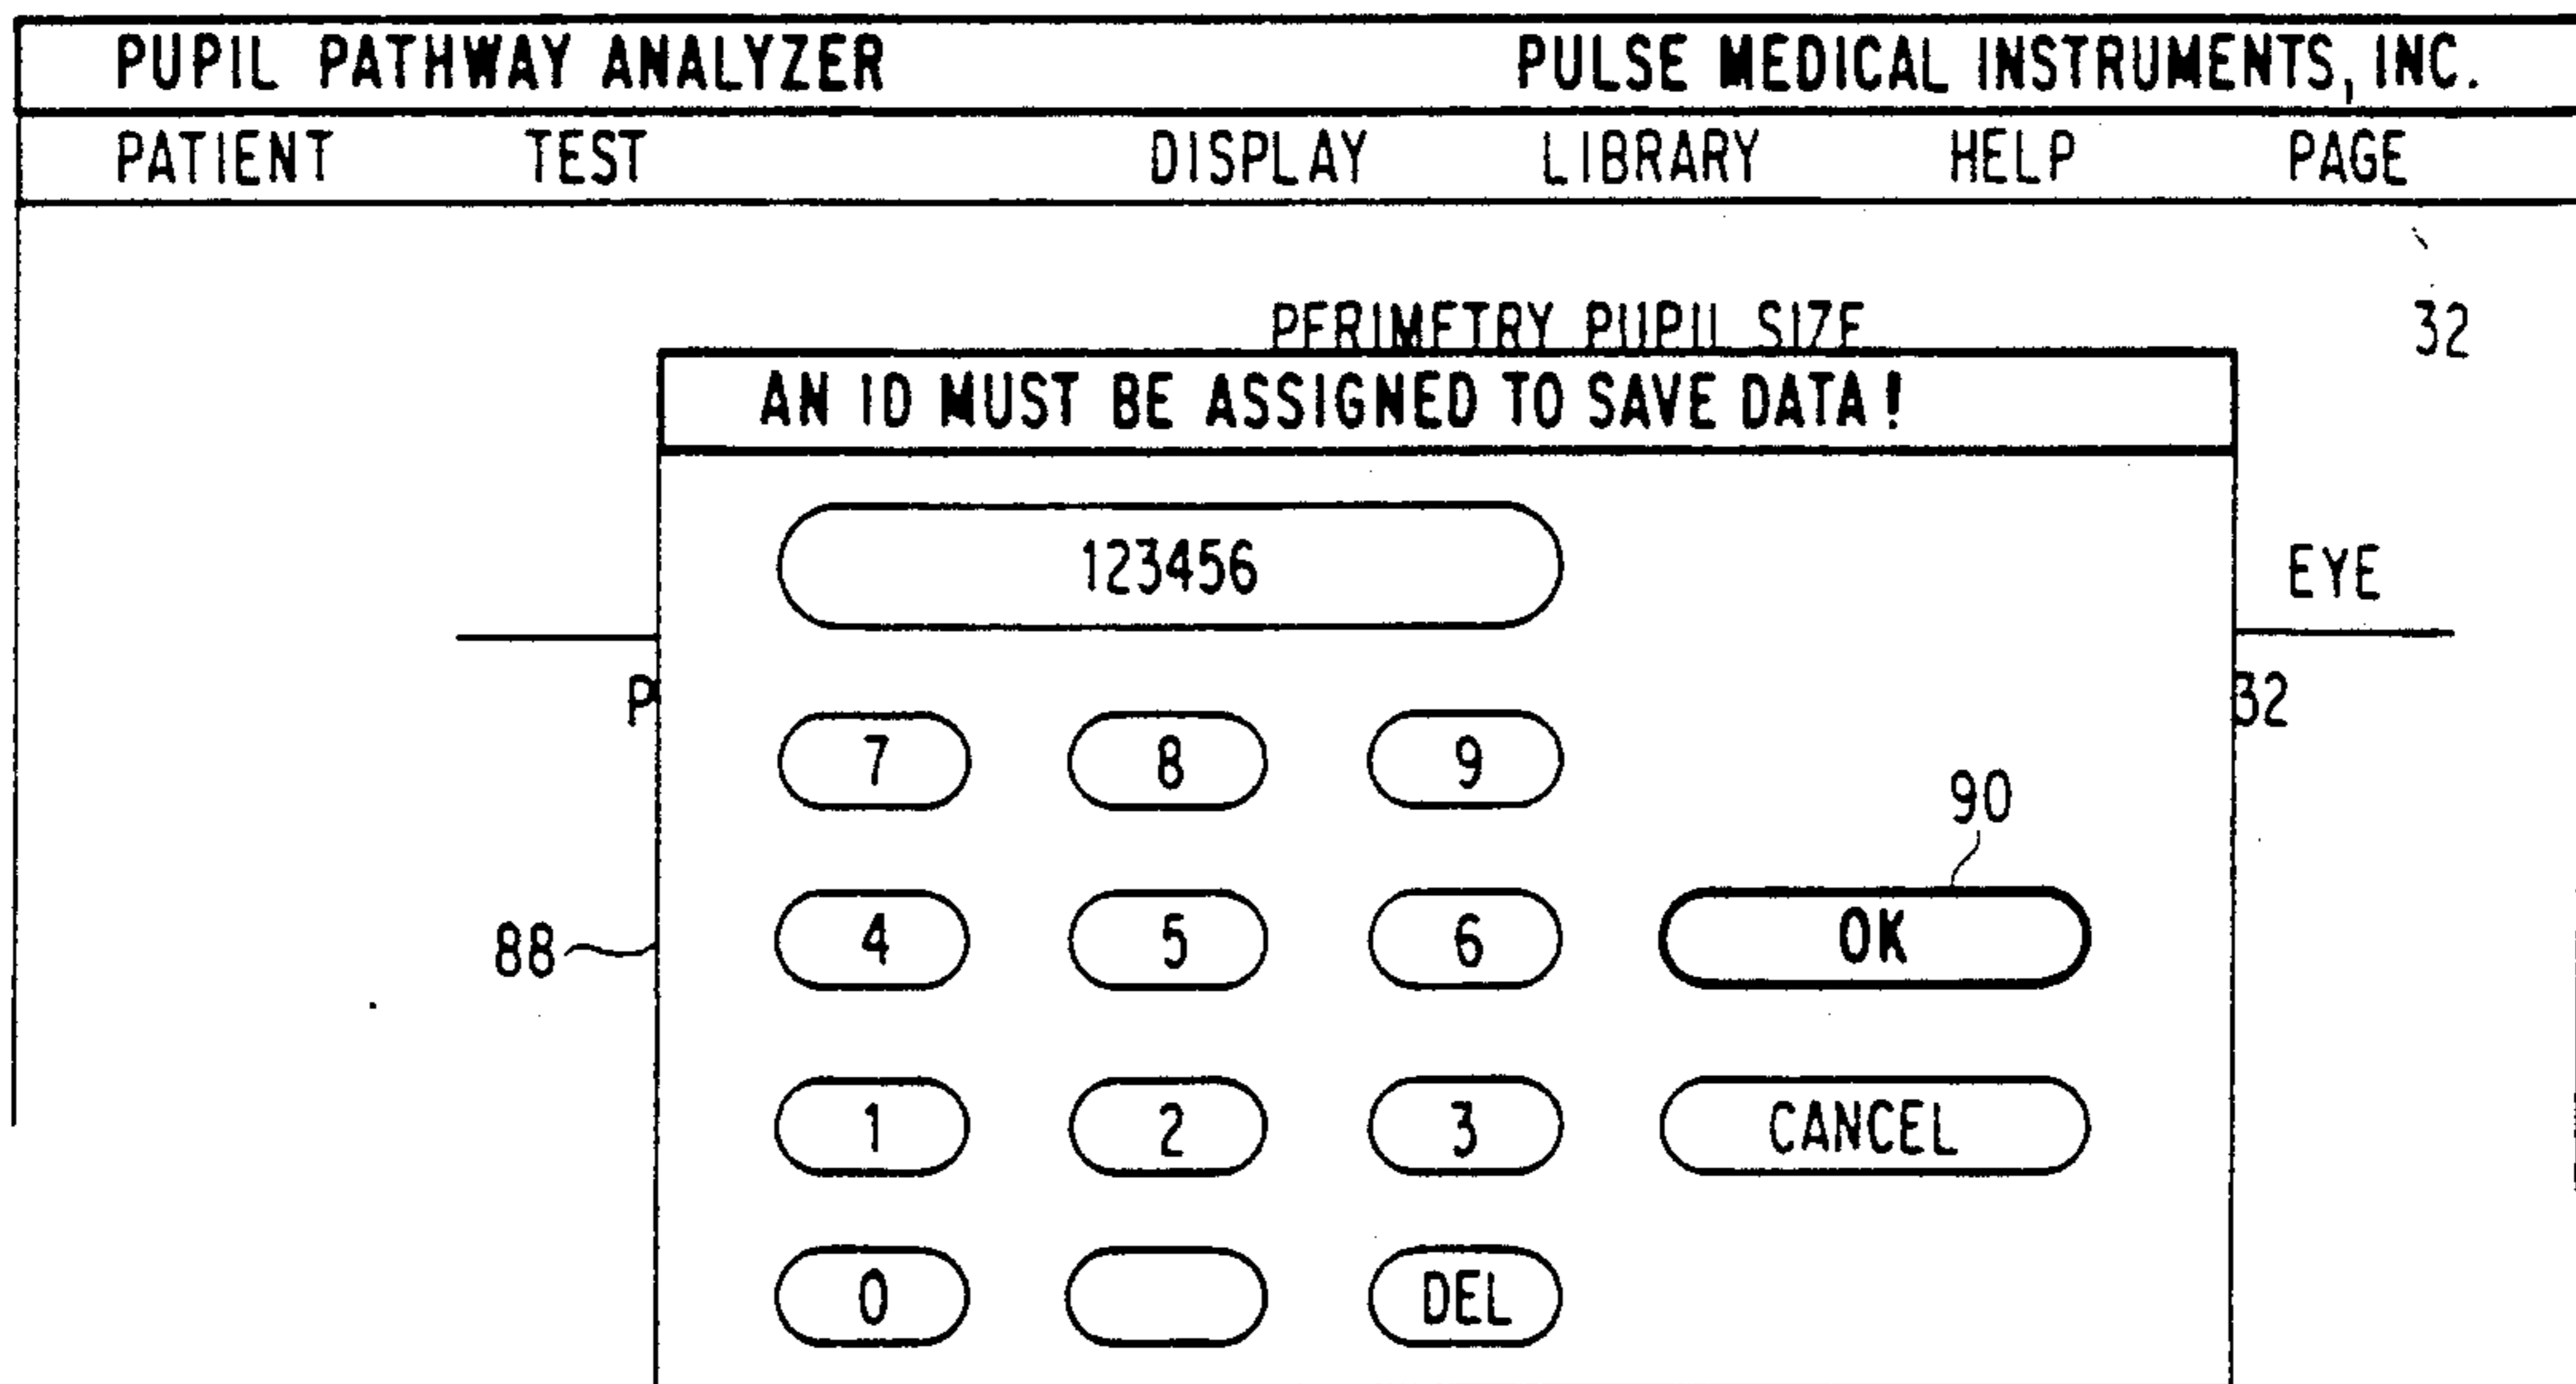 PUPIL PATHWAY ANALYZER PULSE MEDICAL INSTRUMENTS, INC.
PATIENT TEST DISPLAY LIBRARY HELP PAGE
PERIMETRY PUPIL SIZE 32
AN ID MUST BE ASSIGNED TO SAVE DATA!
123456
EYE
P 32
7 8 9
90
88 4 5 6 OK
1 2 3 CANCEL
0 DEL